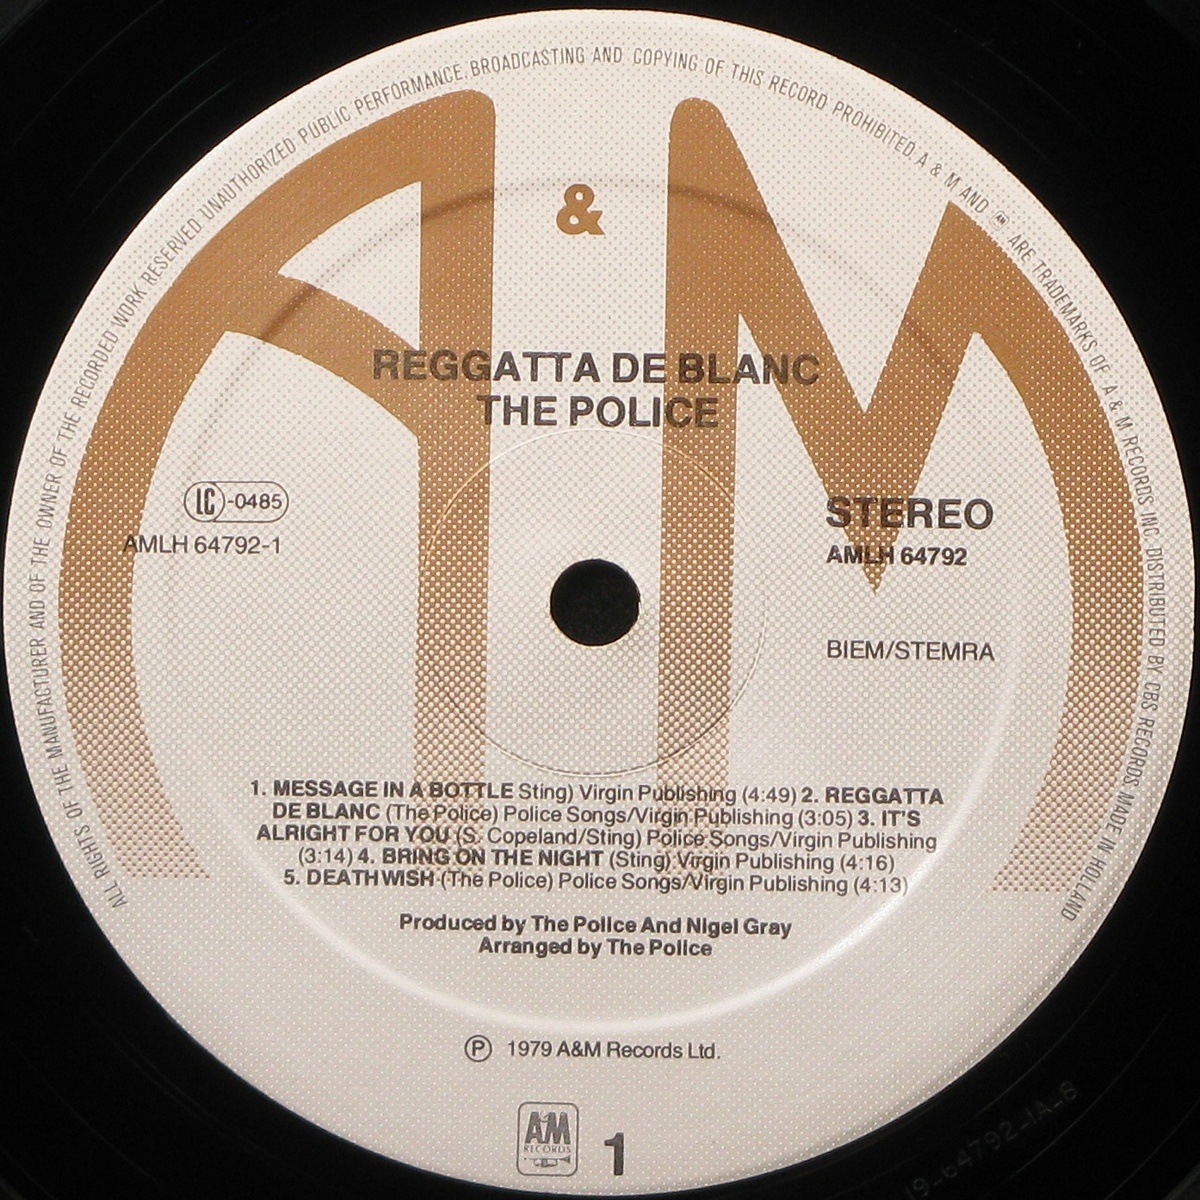 ALL RIGHTS OF THE MANUFACTURER AND OF THE OWNER OF THE RECORDED WORK RESERVED UNAUTHORIZED PUBLIC PERFORMANCE, BROADCASTING AND COPYING OF THIS RECORD PROHIBITED. A & M AND AM ARE TRADEMARKS OF A & M RECORDS INC. DISTRIBUTED BY CBS RECORDS MADE IN HOLLAND
A & M
REGGATTA DE BLANC
THE POLICE
LC-0485
AMLH 64792-1
STEREO
AMLH 64792
BIEM/STEMRA
1. MESSAGE IN A BOTTLE Sting) Virgin Publishing (4:49) 2. REGGATTA
DE BLANC (The Police) Police Songs/Virgin Publishing (3:05) 3. IT'S
ALRIGHT FOR YOU (S. Copeland/Sting) Police Songs/Virgin Publishing
(3:14) 4. BRING ON THE NIGHT (Sting) Virgin Publishing (4:16)
5. DEATH WISH (The Police) Police Songs/Virgin Publishing (4:13)
Produced by The Police And Nigel Gray
Arranged by The Police
Ⓟ 1979 A&M Records Ltd.
A&M
RECORDS
1